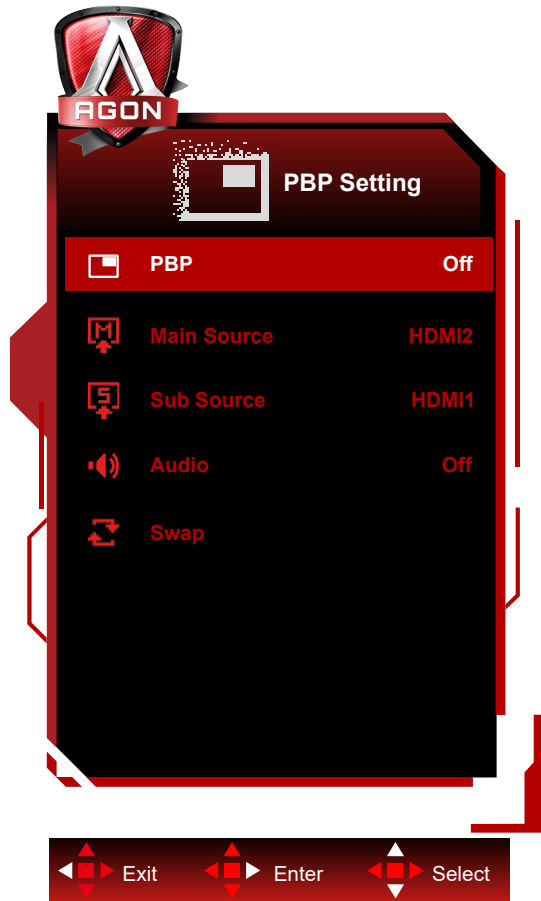 AGON
PBP Setting
PBP Off
Main Source HDMI2
Sub Source HDMI1
Audio Off
Swap
Exit Enter Select